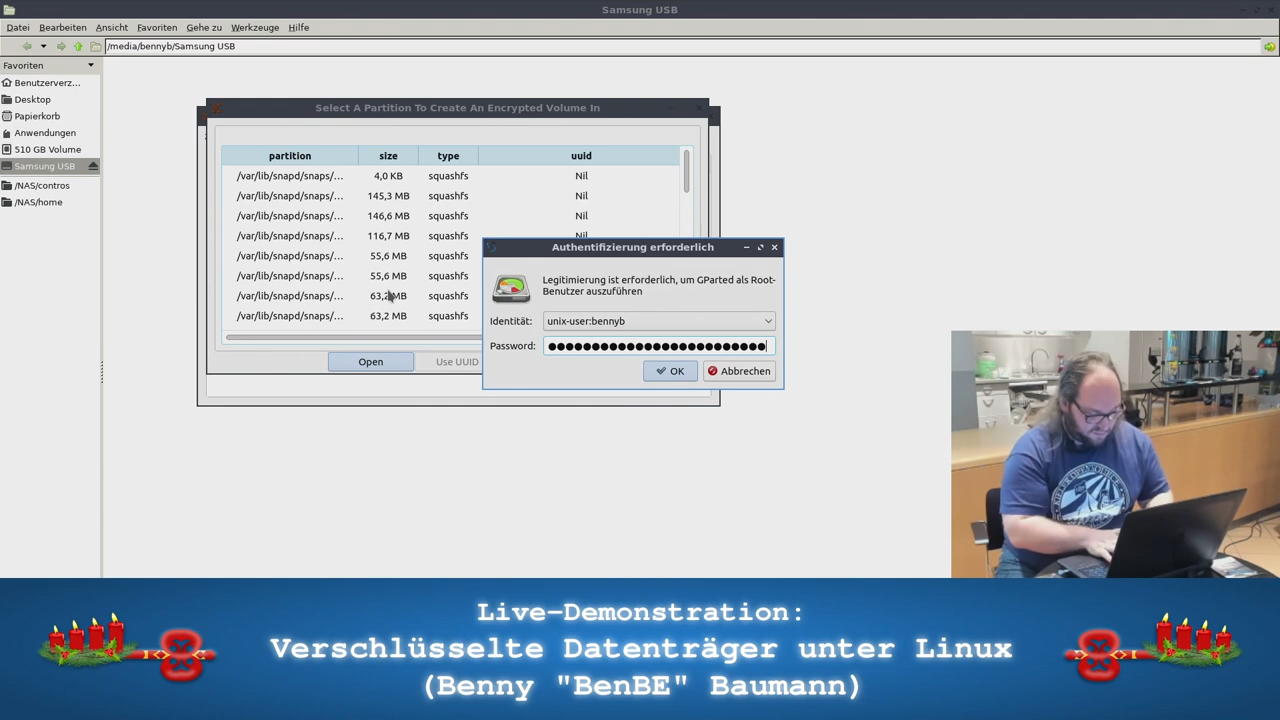 Samsung USB
Datei Bearbeiten Ansicht Favoriten Gehe zu Werkzeuge Hilfe
/media/bennyb/Samsung USB
Favoriten
Benutzerverz...
Desktop
Papierkorb
Anwendungen
510 GB Volume
Samsung USB
/NAS/contros
/NAS/home
Select A Partition To Create An Encrypted Volume In
partition size type uuid
/var/lib/snapd/snaps/... 4,0 KB squashfs Nil
/var/lib/snapd/snaps/... 145,3 MB squashfs Nil
/var/lib/snapd/snaps/... 146,6 MB squashfs Nil
/var/lib/snapd/snaps/... 116,7 MB squashfs Nil
/var/lib/snapd/snaps/... 55,6 MB squashfs
/var/lib/snapd/snaps/... 55,6 MB squashfs
/var/lib/snapd/snaps/... 63,2 MB squashfs
/var/lib/snapd/snaps/... 63,2 MB squashfs
Open Use UUID
Authentifizierung erforderlich
Legitimierung ist erforderlich, um GParted als Root-
Benutzer auszuführen
Identität: unix-user:bennyb
Password:
OK Abbrechen
KIELER OPENSOURCE
Live-Demonstration:
Verschlüsselte Datenträger unter Linux
(Benny "BenBE" Baumann)